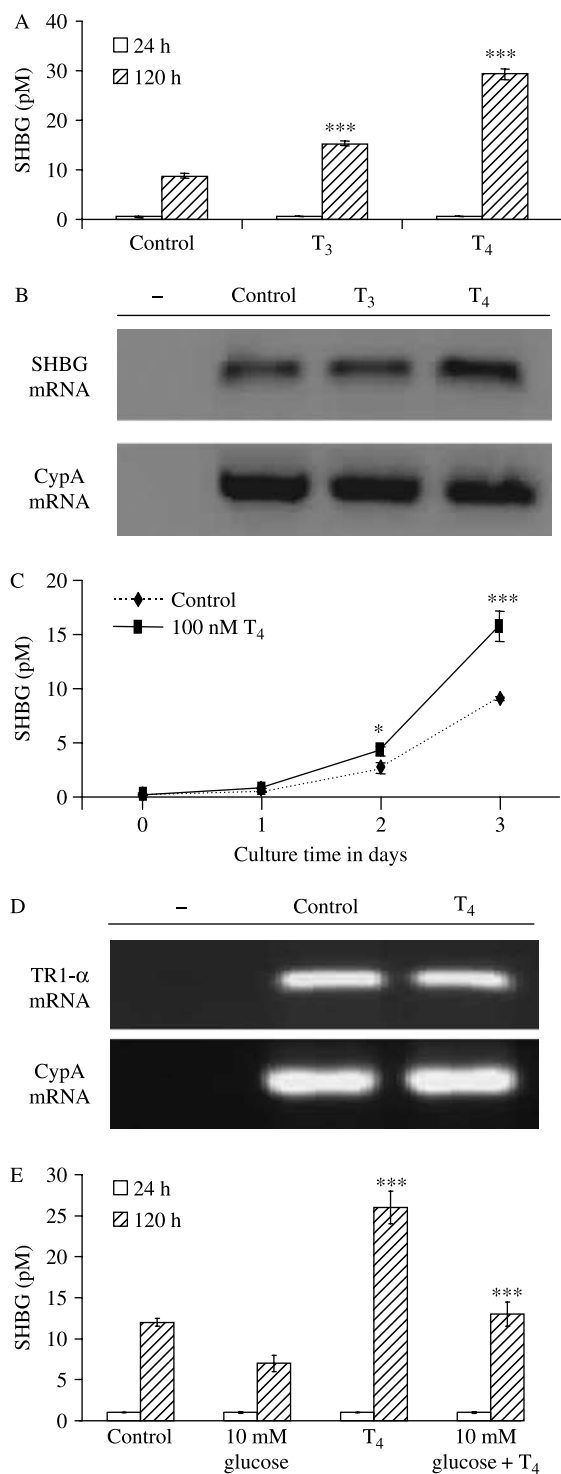 A
40
30
20
10
0
SHBG (pM)
24 h
120 h
***
***
Control
T₃
T₄
B
–
Control
T₃
T₄
SHBG
mRNA
CypA
mRNA
C
20
15
10
5
0
SHBG (pM)
Control
100 nM T₄
*
***
0
1
2
3
Culture time in days
D
–
Control
T₄
TR1-α
mRNA
CypA
mRNA
E
30
25
20
15
10
5
0
SHBG (pM)
24 h
120 h
***
***
Control
10 mM
glucose
T₄
10 mM
glucose + T₄